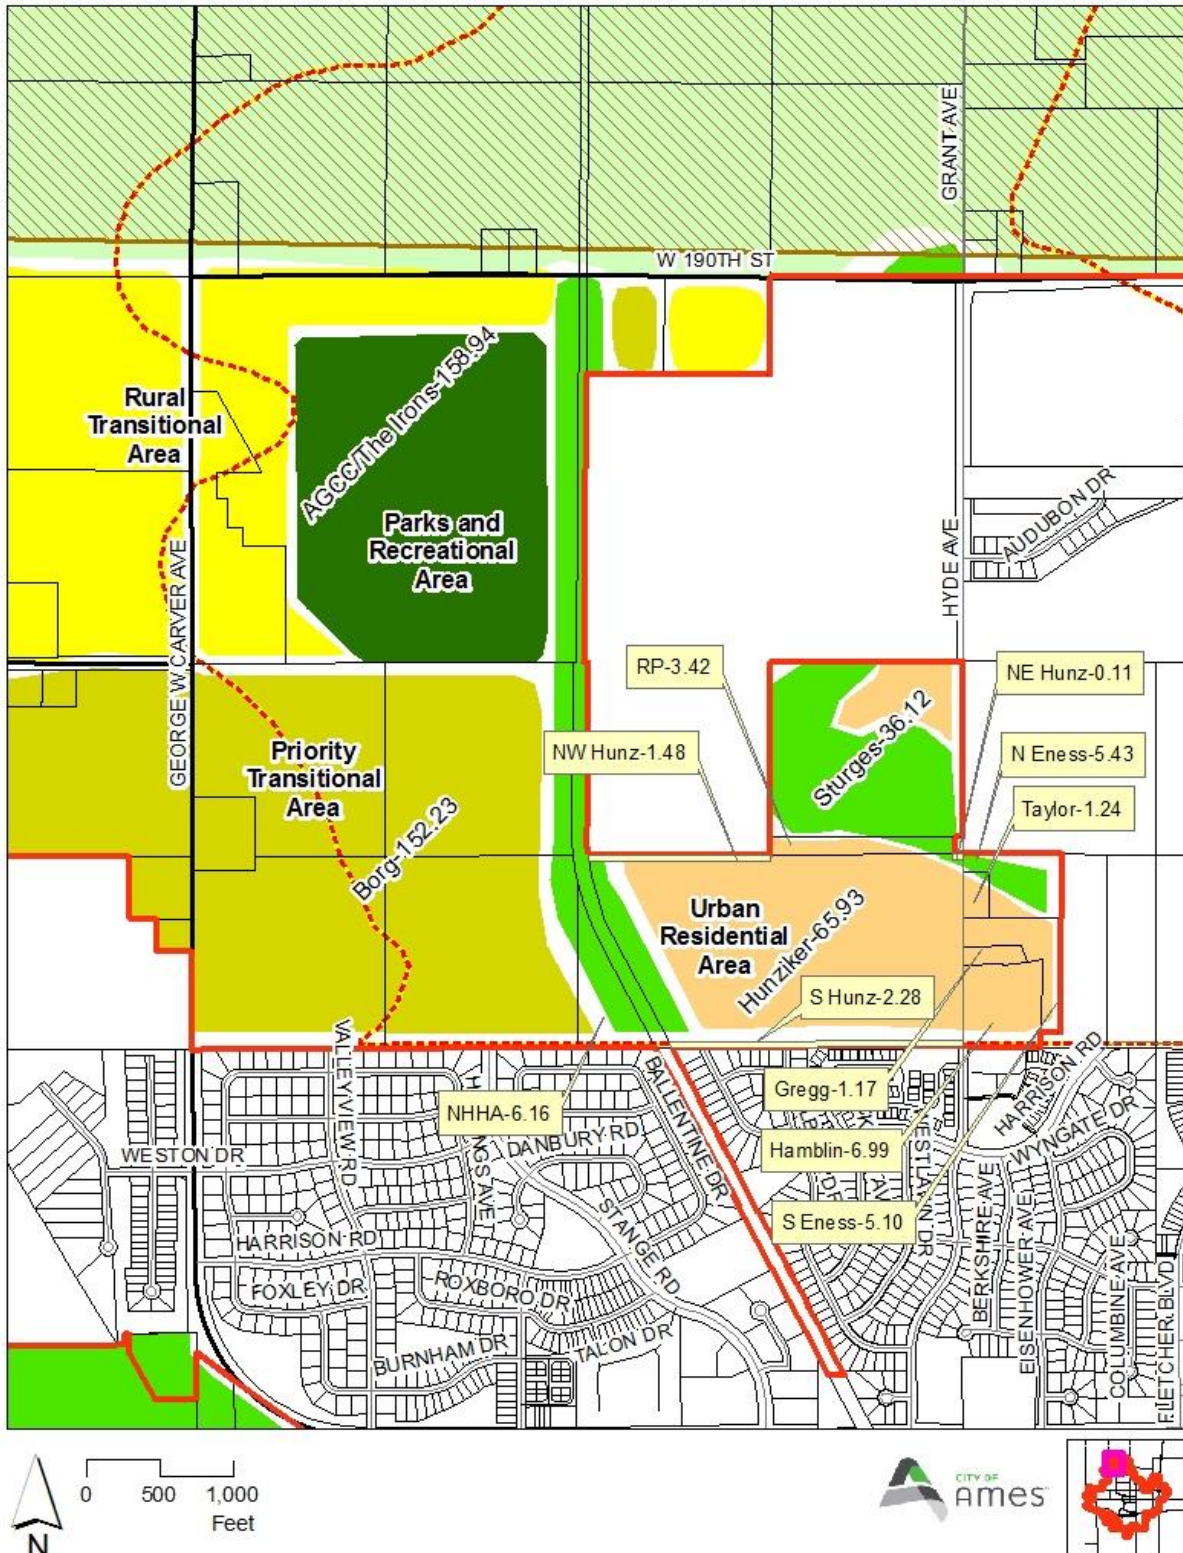 GRANT AVE
W 190TH ST
Rural
Transitional
Area
AGCC/The Irons-158.94
Parks and
Recreational
Area
AUDUBON DR
HYDE AVE
GEORGE W CARVER AVE
RP-3.42
NE Hunz-0.11
NW Hunz-1.48
Sturges-36.12
N Eness-5.43
Priority
Transitional
Area
Taylor-1.24
Borg-152.23
Urban
Residential
Area
Hunziker-65.93
S Hunz-2.28
VALLEY VIEW RD
BALLENTINE DR
HARRISON RD
Gregg-1.17
NHHA-6.16
DANBURY RD
WYNGATE DR
WESTON DR
Hamblin-6.99
STANGE RD
S Eness-5.10
HARRISON RD
BERKSHIRE AVE
EISENHOWER AVE
COLUMBINE AVE
FLETCHER BLVD
FOXLEY DR
ROXBORO DR
BURNHAM DR
TALON DR
0 500 1,000
Feet
N
CITY OF
Ames